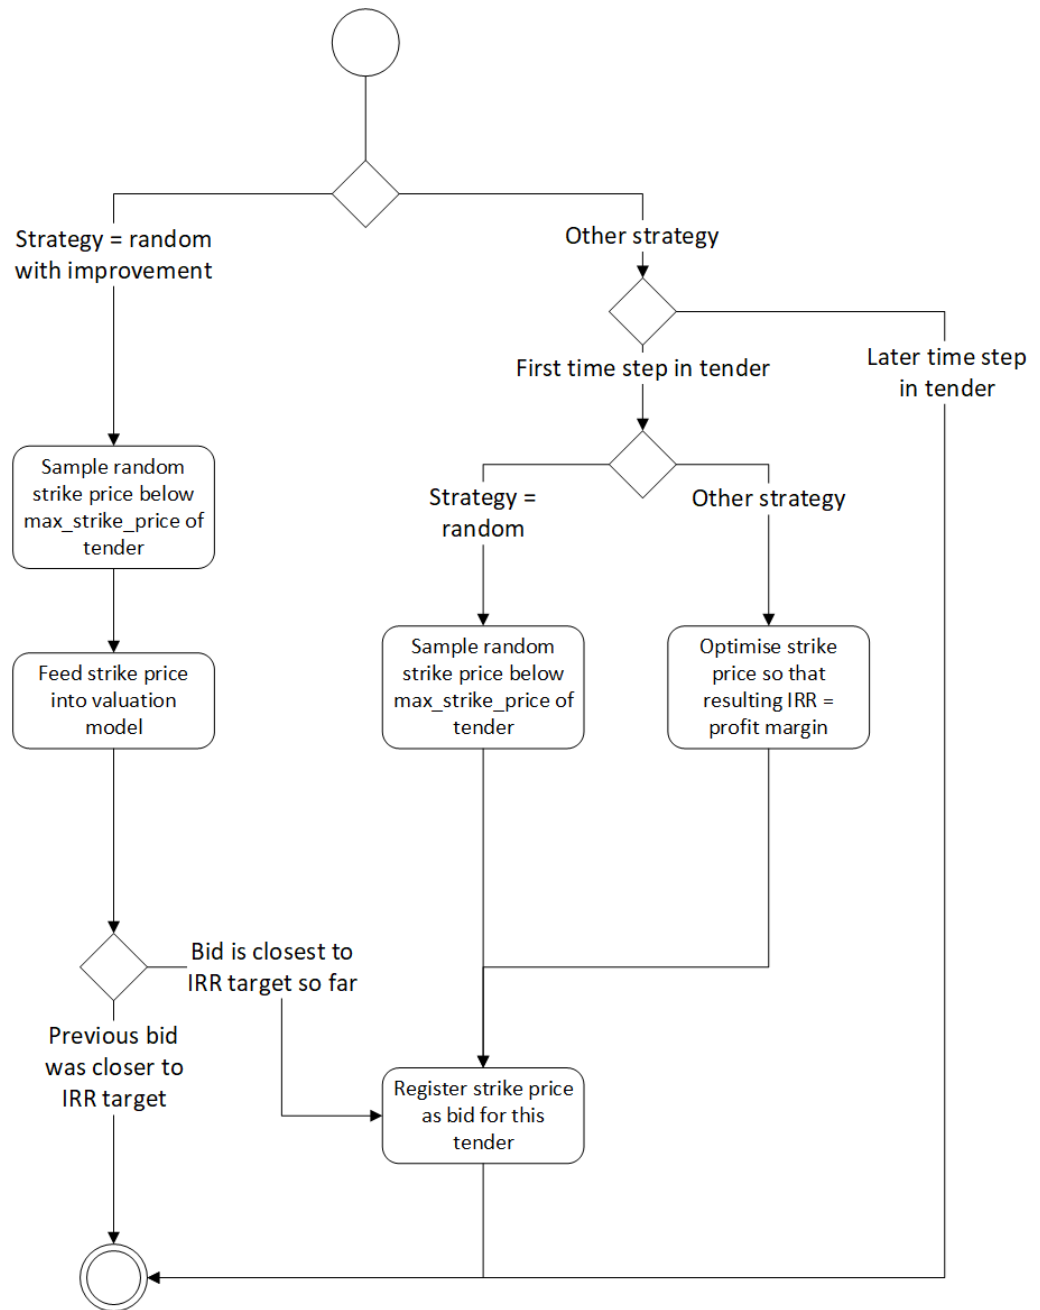 Strategy = random
with improvement
Other strategy
First time step in tender
Later time step
in tender
Sample random
strike price below
max_strike_price of
tender
Strategy =
random
Other strategy
Feed strike price
into valuation
model
Sample random
strike price below
max_strike_price of
tender
Optimise strike
price so that
resulting IRR =
profit margin
Bid is closest to
IRR target so far
Previous bid
was closer to
IRR target
Register strike price
as bid for this
tender